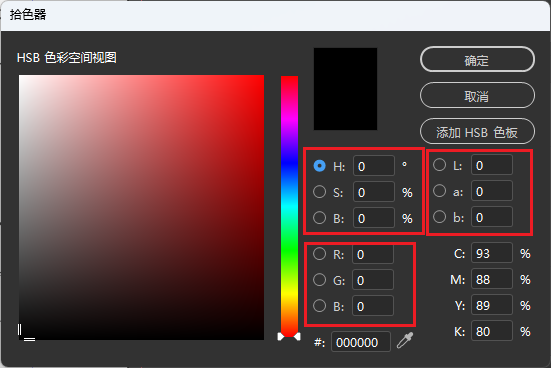 拾色器
HSB 色彩空间视图
确定
取消
添加 HSB 色板
H: 0 °
S: 0 %
B: 0 %
L: 0
a: 0
b: 0
R: 0
G: 0
B: 0
C: 93 %
M: 88 %
Y: 89 %
K: 80 %
#: 000000